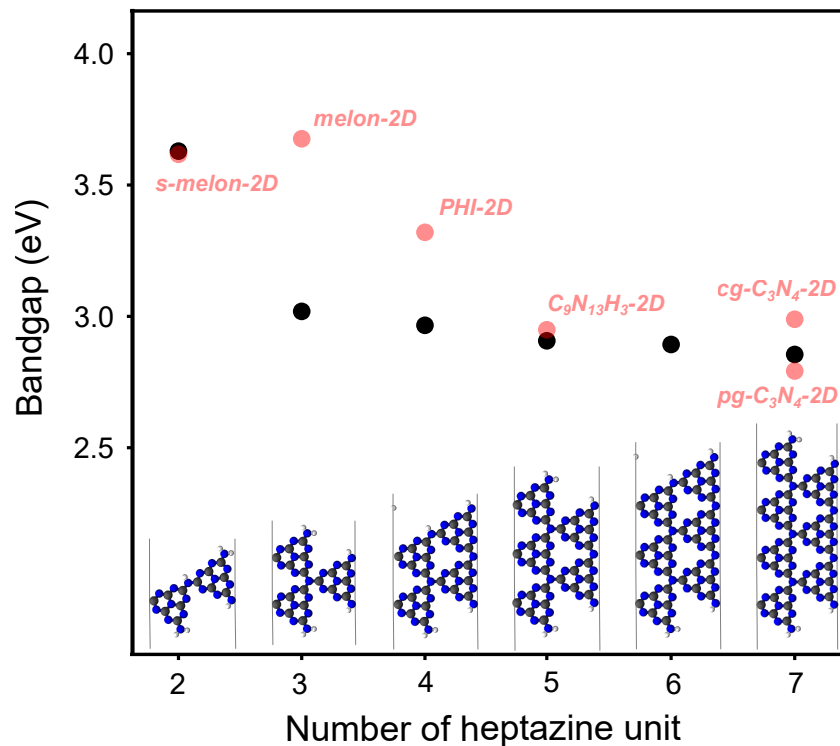 4.0
3.5
3.0
2.5
Bandgap (eV)
melon-2D
s-melon-2D
PHI-2D
C₉N₁₃H₃-2D
cg-C₃N₄-2D
pg-C₃N₄-2D
2 3 4 5 6 7
Number of heptazine unit